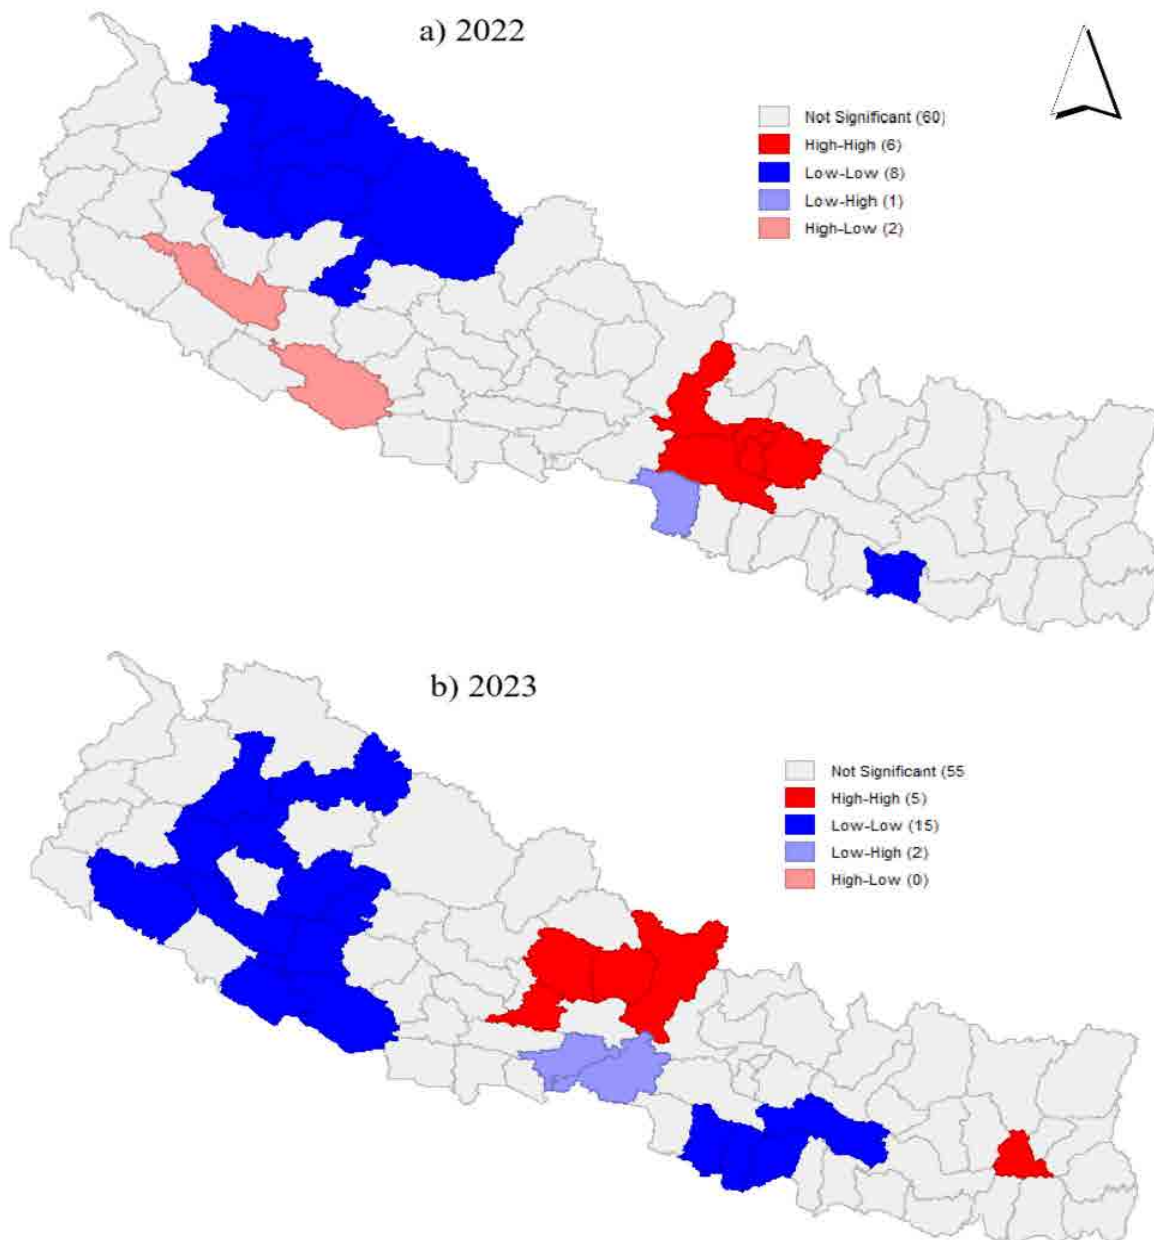 a) 2022
Not Significant (60)
High-High (6)
Low-Low (8)
Low-High (1)
High-Low (2)
b) 2023
Not Significant (55
High-High (5)
Low-Low (15)
Low-High (2)
High-Low (0)